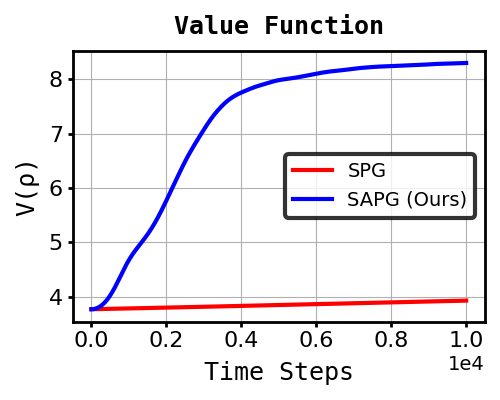 Value Function
V(ρ)
8
7
6
5
4
SPG
SAPG (Ours)
0.0 0.2 0.4 0.6 0.8 1.0
1e4
Time Steps